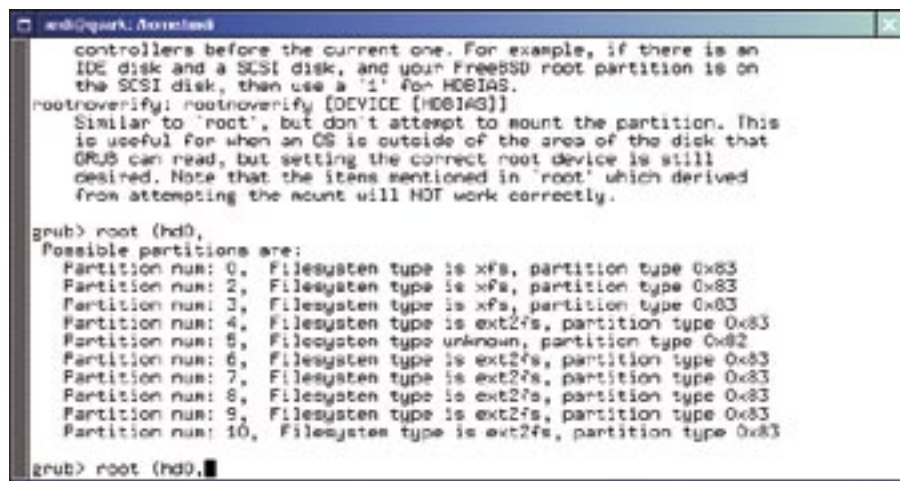 andi@quark: /home/andi
controllers before the current one. For example, if there is an
IDE disk and a SCSI disk, and your FreeBSD root partition is on
the SCSI disk, then use a `1' for HDBIAS.
rootnoverify: rootnoverify [DEVICE [HDBIAS]]
Similar to `root', but don't attempt to mount the partition. This
is useful for when an OS is outside of the area of the disk that
GRUB can read, but setting the correct root device is still
desired. Note that the items mentioned in `root' which derived
from attempting the mount will NOT work correctly.
grub> root (hd0,
Possible partitions are:
Partition num: 0, Filesystem type is xfs, partition type 0x83
Partition num: 2, Filesystem type is xfs, partition type 0x83
Partition num: 3, Filesystem type is xfs, partition type 0x83
Partition num: 4, Filesystem type is ext2fs, partition type 0x83
Partition num: 5, Filesystem type unknown, partition type 0x82
Partition num: 6, Filesystem type is ext2fs, partition type 0x83
Partition num: 7, Filesystem type is ext2fs, partition type 0x83
Partition num: 8, Filesystem type is ext2fs, partition type 0x83
Partition num: 9, Filesystem type is ext2fs, partition type 0x83
Partition num: 10, Filesystem type is ext2fs, partition type 0x83
grub> root (hd0,